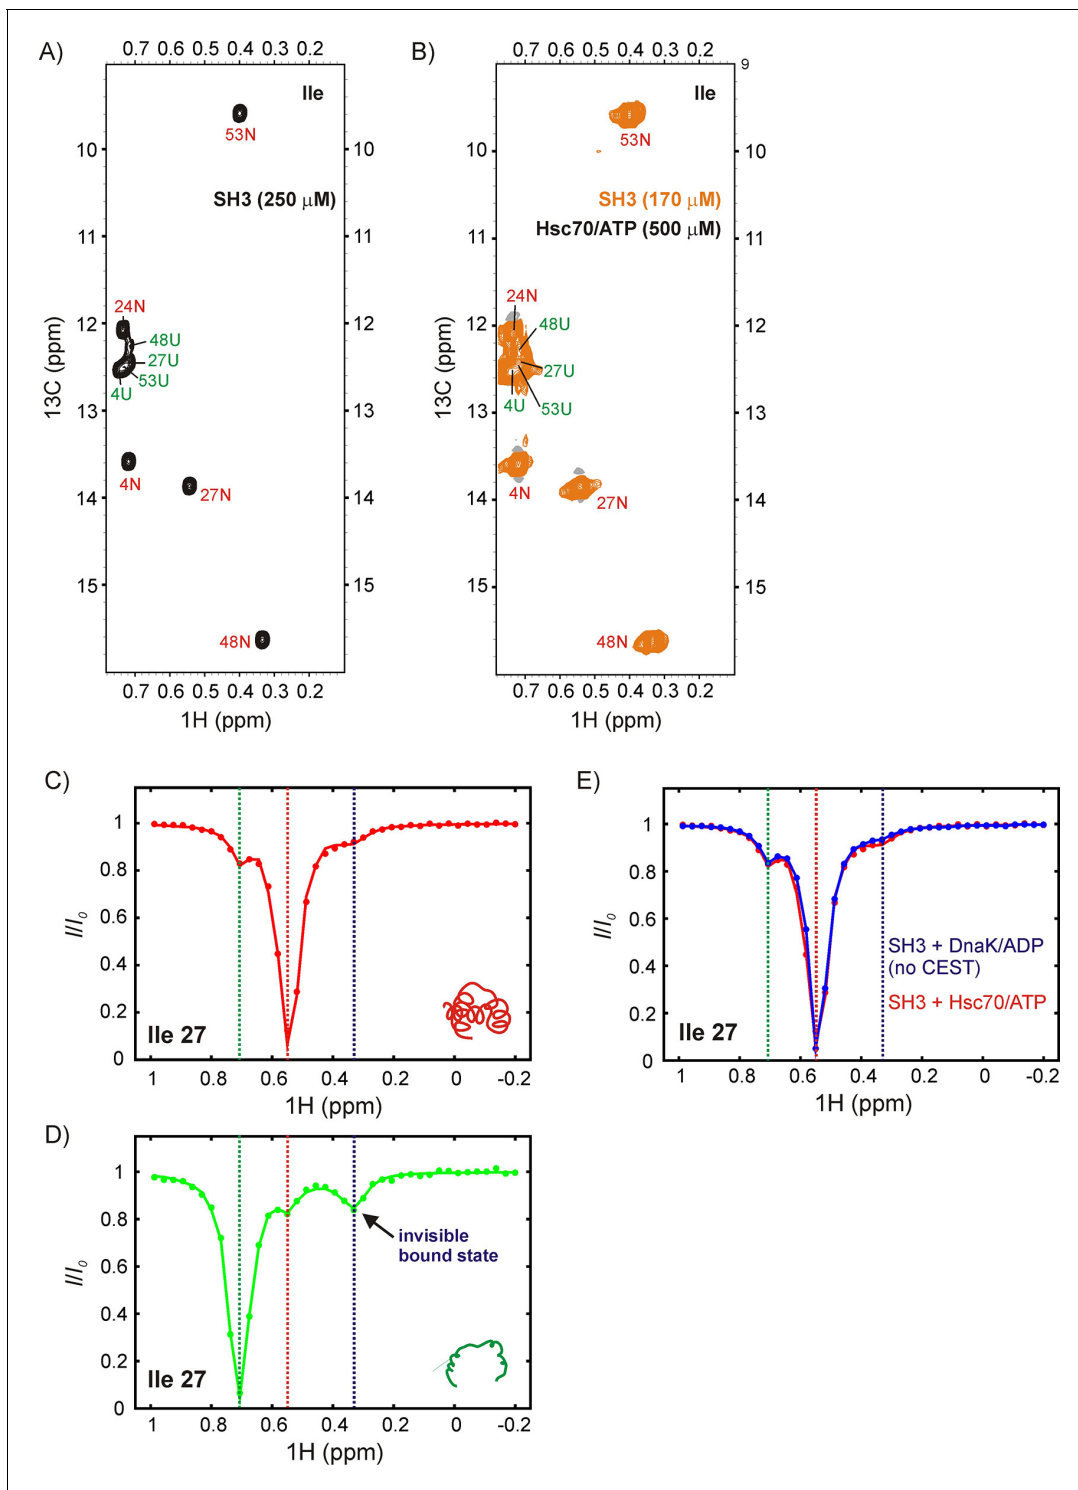 A)
0.7 0.6 0.5 0.4 0.3 0.2
Ile
53N
10
10
SH3 (250 μM)
11
11
13C (ppm)
24N
12
12
48U
27U
53U
4U
13
13
4N
27N
14
14
15
15
48N
0.7 0.6 0.5 0.4 0.3 0.2
1H (ppm)
B)
0.7 0.6 0.5 0.4 0.3 0.2
9
Ile
53N
10
10
SH3 (170 μM)
Hsc70/ATP (500 μM)
11
11
13C (ppm)
24N
12
12
48U
27U
4U
53U
13
13
4N
27N
14
14
15
15
48N
0.7 0.6 0.5 0.4 0.3 0.2
1H (ppm)
C)
1
0.8
0.6
0.4
0.2
0
I/I0
Ile 27
1 0.8 0.6 0.4 0.2 0 -0.2
1H (ppm)
E)
1
0.8
0.6
0.4
0.2
0
I/I0
SH3 + DnaK/ADP
(no CEST)
SH3 + Hsc70/ATP
Ile 27
1 0.8 0.6 0.4 0.2 0 -0.2
1H (ppm)
D)
1
0.8
0.6
0.4
0.2
0
I/I0
invisible
bound state
Ile 27
1 0.8 0.6 0.4 0.2 0 -0.2
1H (ppm)